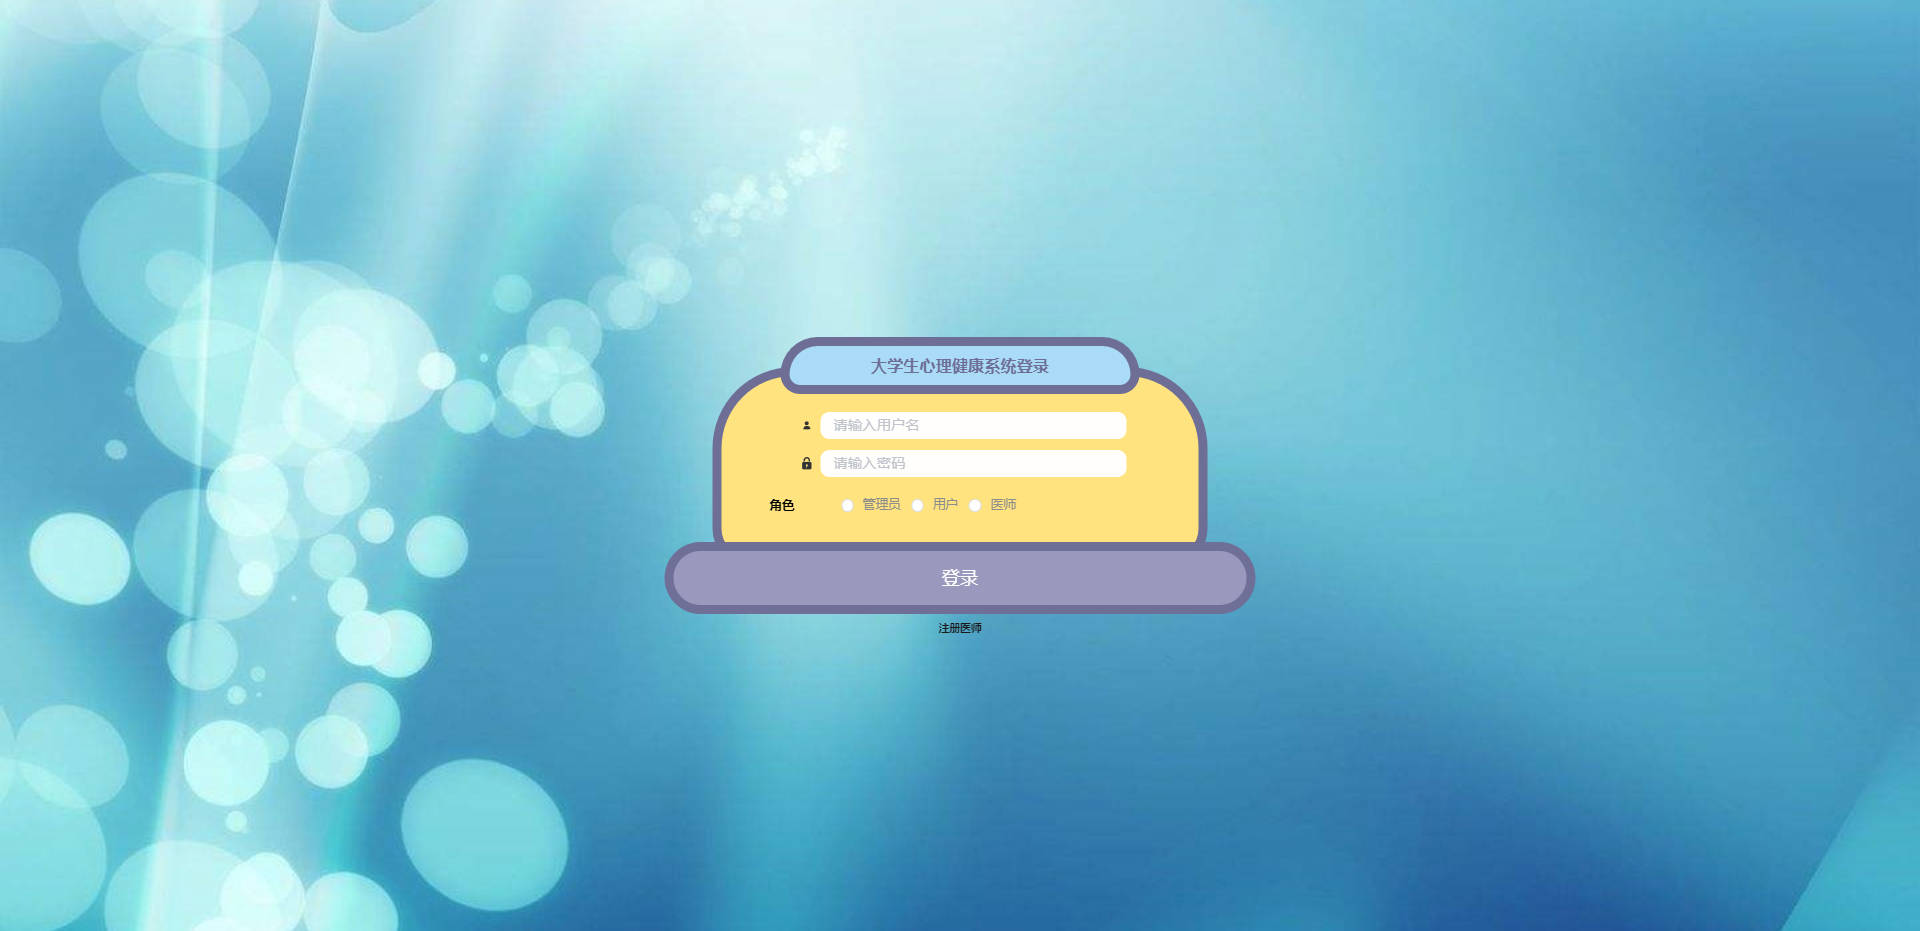 大学生心理健康系统登录
请输入用户名
请输入密码
角色 管理员 用户 医师
登录
注册医师